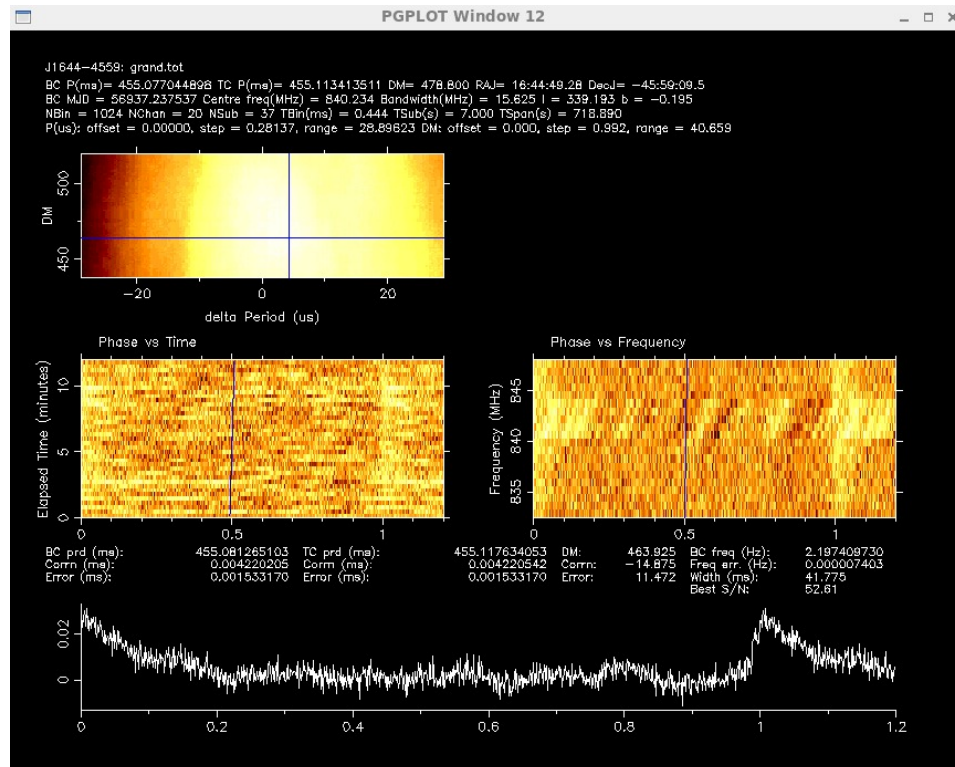 PGPLOT Window 12
J1644-4559: grand.tot
BC P(ms)= 455.077044898 TC P(ms)= 455.113413511 DM= 478.800 RAJ= 16:44:49.28 DecJ= -45:59:09.5
BC MJD = 56937.237537 Centre freq(MHz) = 840.234 Bandwidth(MHz) = 15.625 l = 339.193 b = -0.195
NBin = 1024 NChan = 20 NSub = 37 TBin(ms) = 0.444 TSub(s) = 7.000 TSpan(s) = 718.890
P(us): offset = 0.00000, step = 0.28137, range = 28.89623 DM: offset = 0.000, step = 0.992, range = 40.659
DM
500
450
-20 0 20
delta Period (us)
Phase vs Time
Elapsed Time (minutes)
10
5
0
0 0.5 1
Phase vs Frequency
Frequency (MHz)
845
840
835
0 0.5 1
BC prd (ms): 455.081265103 TC prd (ms): 455.117634053 DM: 463.925 BC freq (Hz): 2.197409730
Corrn (ms): 0.004220205 Corrn (ms): 0.004220542 Corrn: -14.875 Freq err. (Hz): 0.000007403
Error (ms): 0.001533170 Error (ms): 0.001533170 Error: 11.472 Width (ms): 41.775
Best S/N: 52.61
0.02
0
0 0.2 0.4 0.6 0.8 1 1.2